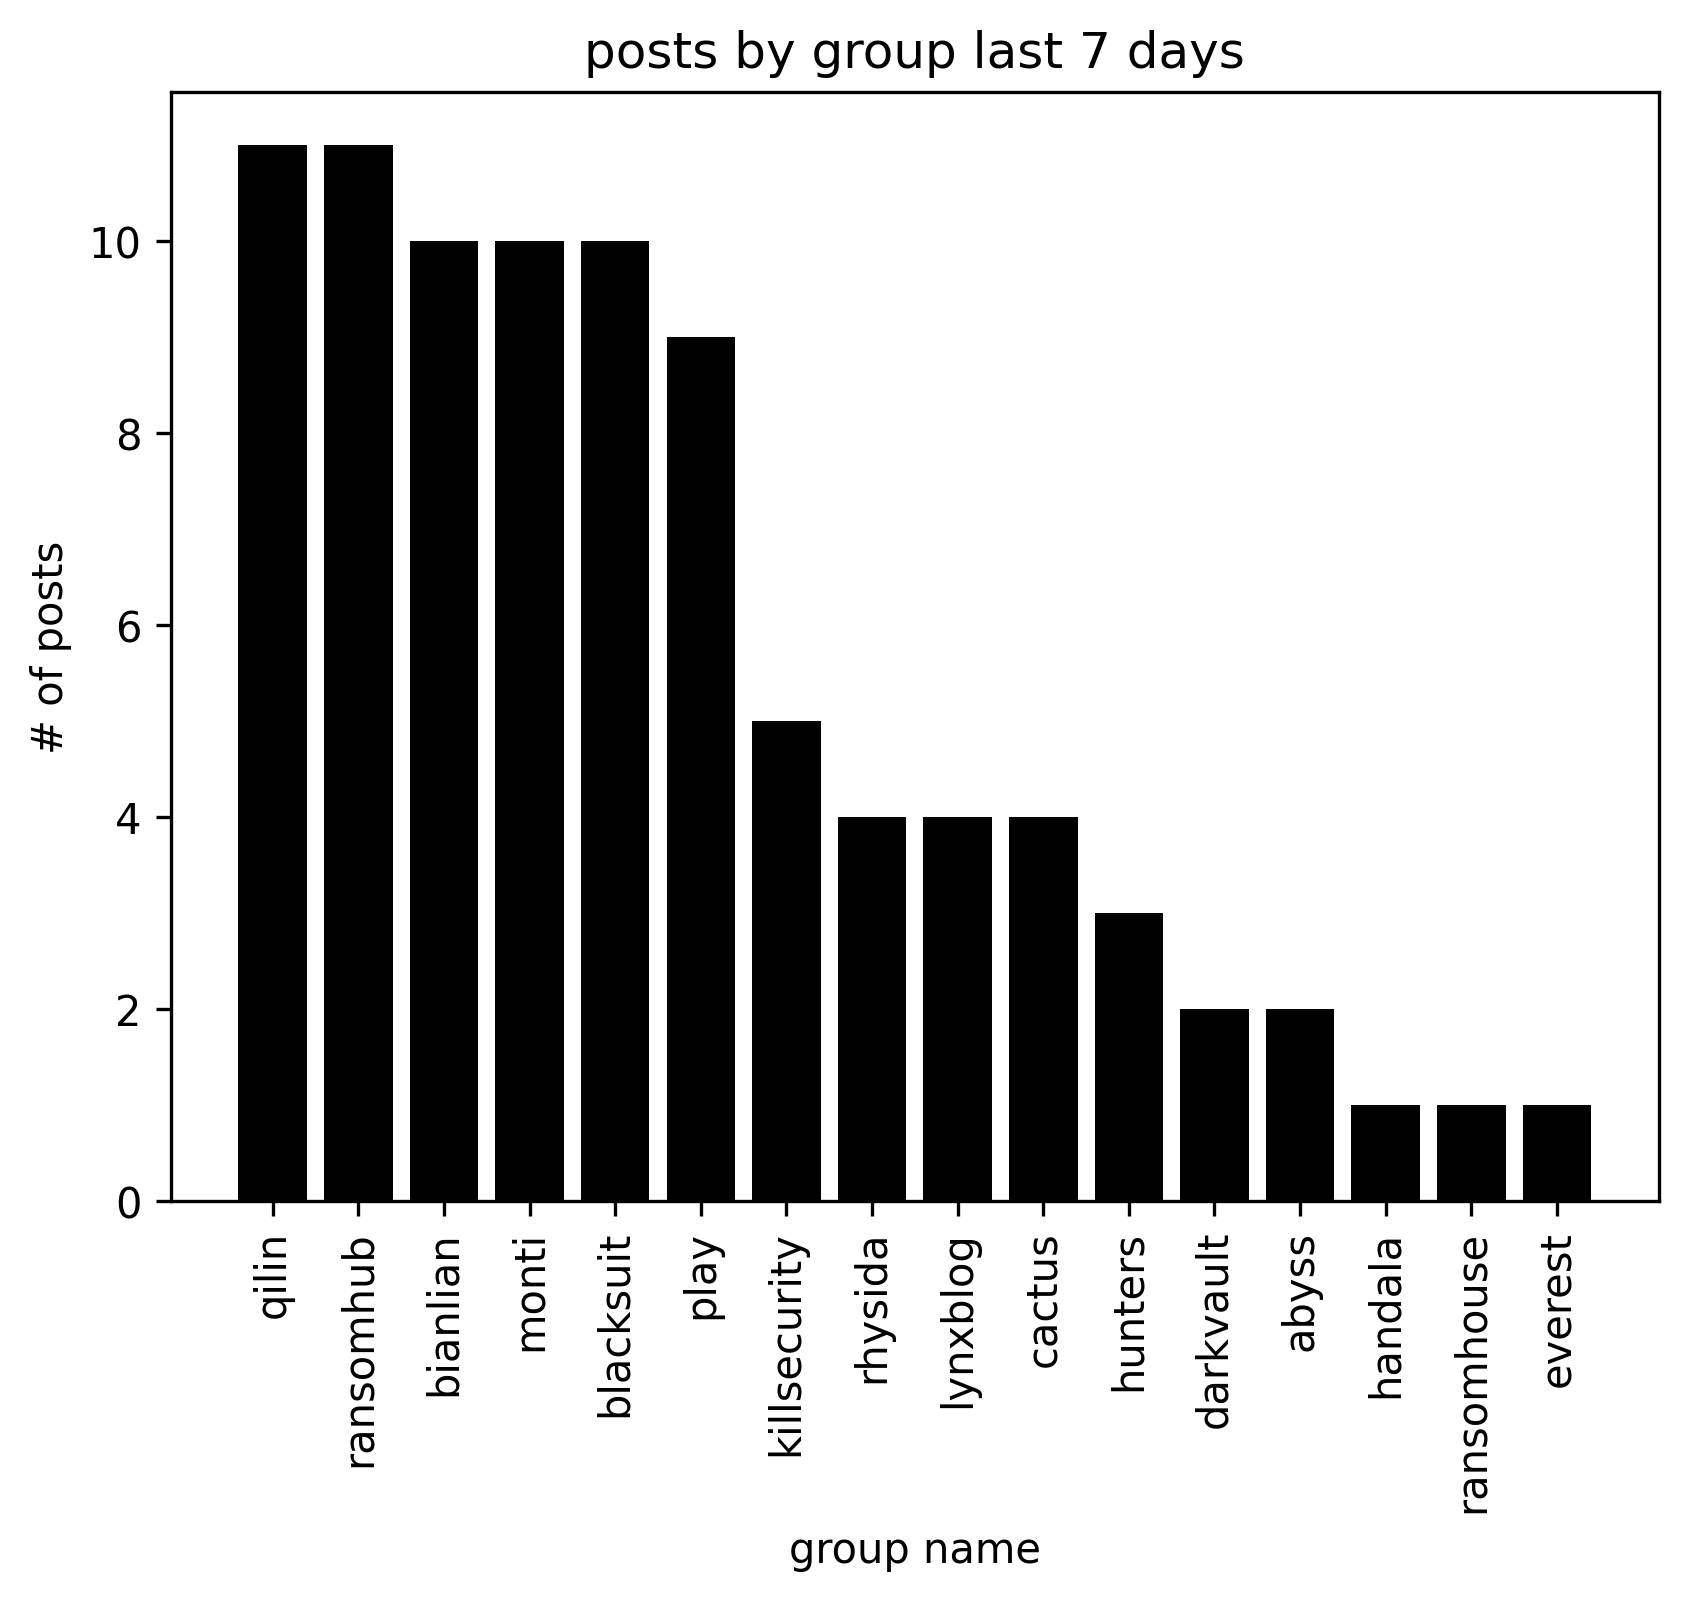 posts by group last 7 days
# of posts
10
8
6
4
2
0
qilin
ransomhub
bianlian
monti
blacksuit
play
killsecurity
rhysida
lynxblog
cactus
hunters
darkvault
abyss
handala
ransomhouse
everest
group name